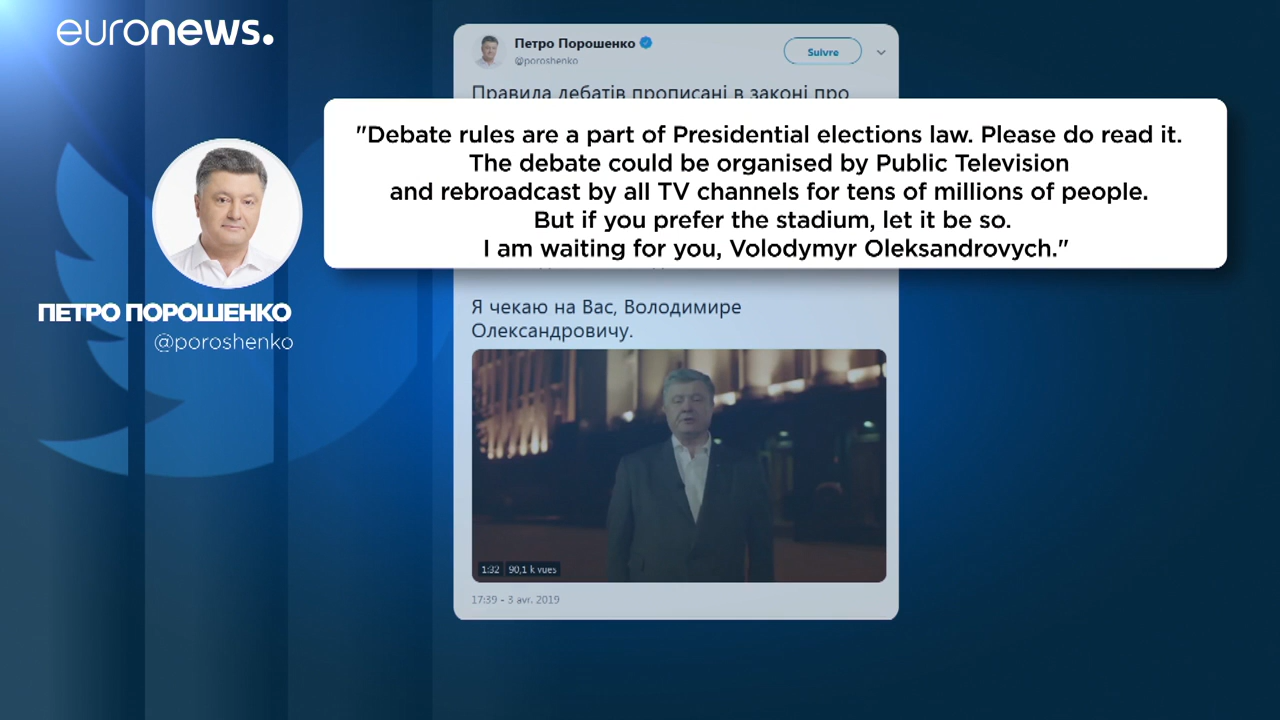 euronews.
Петро Порошенко
@poroshenko
Suivre
Правила дебатів прописані в законі про
"Debate rules are a part of Presidential elections law. Please do read it.
The debate could be organised by Public Television
and rebroadcast by all TV channels for tens of millions of people.
But if you prefer the stadium, let it be so.
I am waiting for you, Volodymyr Oleksandrovych."
ПЕТРО ПОРОШЕНКО
@poroshenko
Я чекаю на Вас, Володимире
Олександровичу.
1:32 90,1 k vues
17:39 - 3 avr. 2019